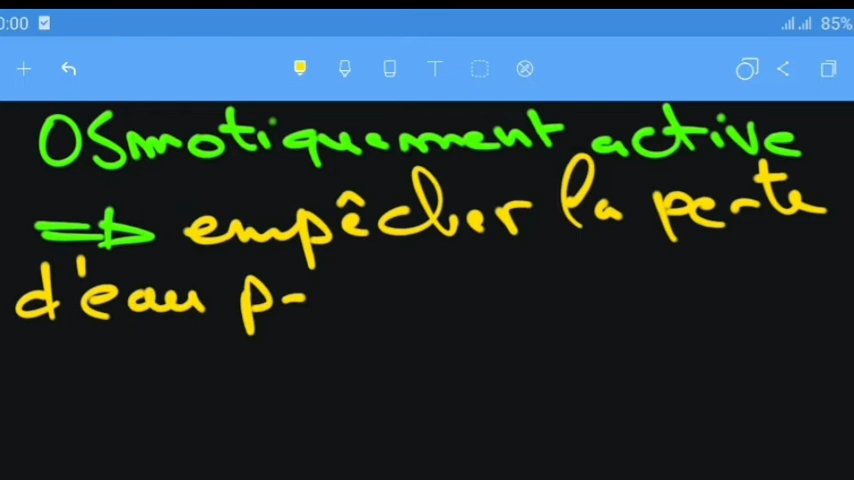 0:00 85%
T
Osmotiquement active
⇒ empêcher la perte
d'eau p